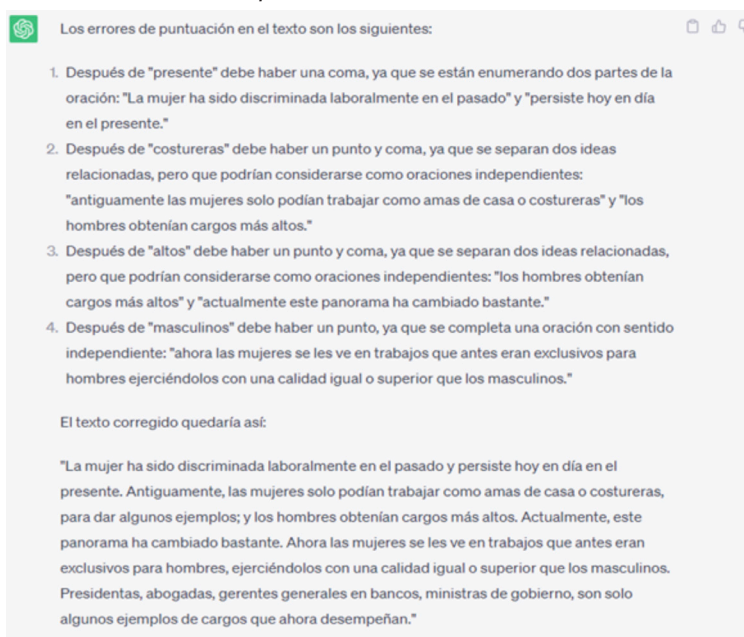 Los errores de puntuación en el texto son los siguientes:
1. Después de "presente" debe haber una coma, ya que se están enumerando dos partes de la
oración: "La mujer ha sido discriminada laboralmente en el pasado" y "persiste hoy en día
en el presente."
2. Después de "costureras" debe haber un punto y coma, ya que se separan dos ideas
relacionadas, pero que podrían considerarse como oraciones independientes:
"antiguamente las mujeres solo podían trabajar como amas de casa o costureras" y "los
hombres obtenían cargos más altos."
3. Después de "altos" debe haber un punto y coma, ya que se separan dos ideas relacionadas,
pero que podrían considerarse como oraciones independientes: "los hombres obtenían
cargos más altos" y "actualmente este panorama ha cambiado bastante."
4. Después de "masculinos" debe haber un punto, ya que se completa una oración con sentido
independiente: "ahora las mujeres se les ve en trabajos que antes eran exclusivos para
hombres ejerciéndolos con una calidad igual o superior que los masculinos."
El texto corregido quedaría así:
"La mujer ha sido discriminada laboralmente en el pasado y persiste hoy en día en el
presente. Antiguamente, las mujeres solo podían trabajar como amas de casa o costureras,
para dar algunos ejemplos; y los hombres obtenían cargos más altos. Actualmente, este
panorama ha cambiado bastante. Ahora las mujeres se les ve en trabajos que antes eran
exclusivos para hombres, ejerciéndolos con una calidad igual o superior que los masculinos.
Presidentas, abogadas, gerentes generales en bancos, ministras de gobierno, son solo
algunos ejemplos de cargos que ahora desempeñan."